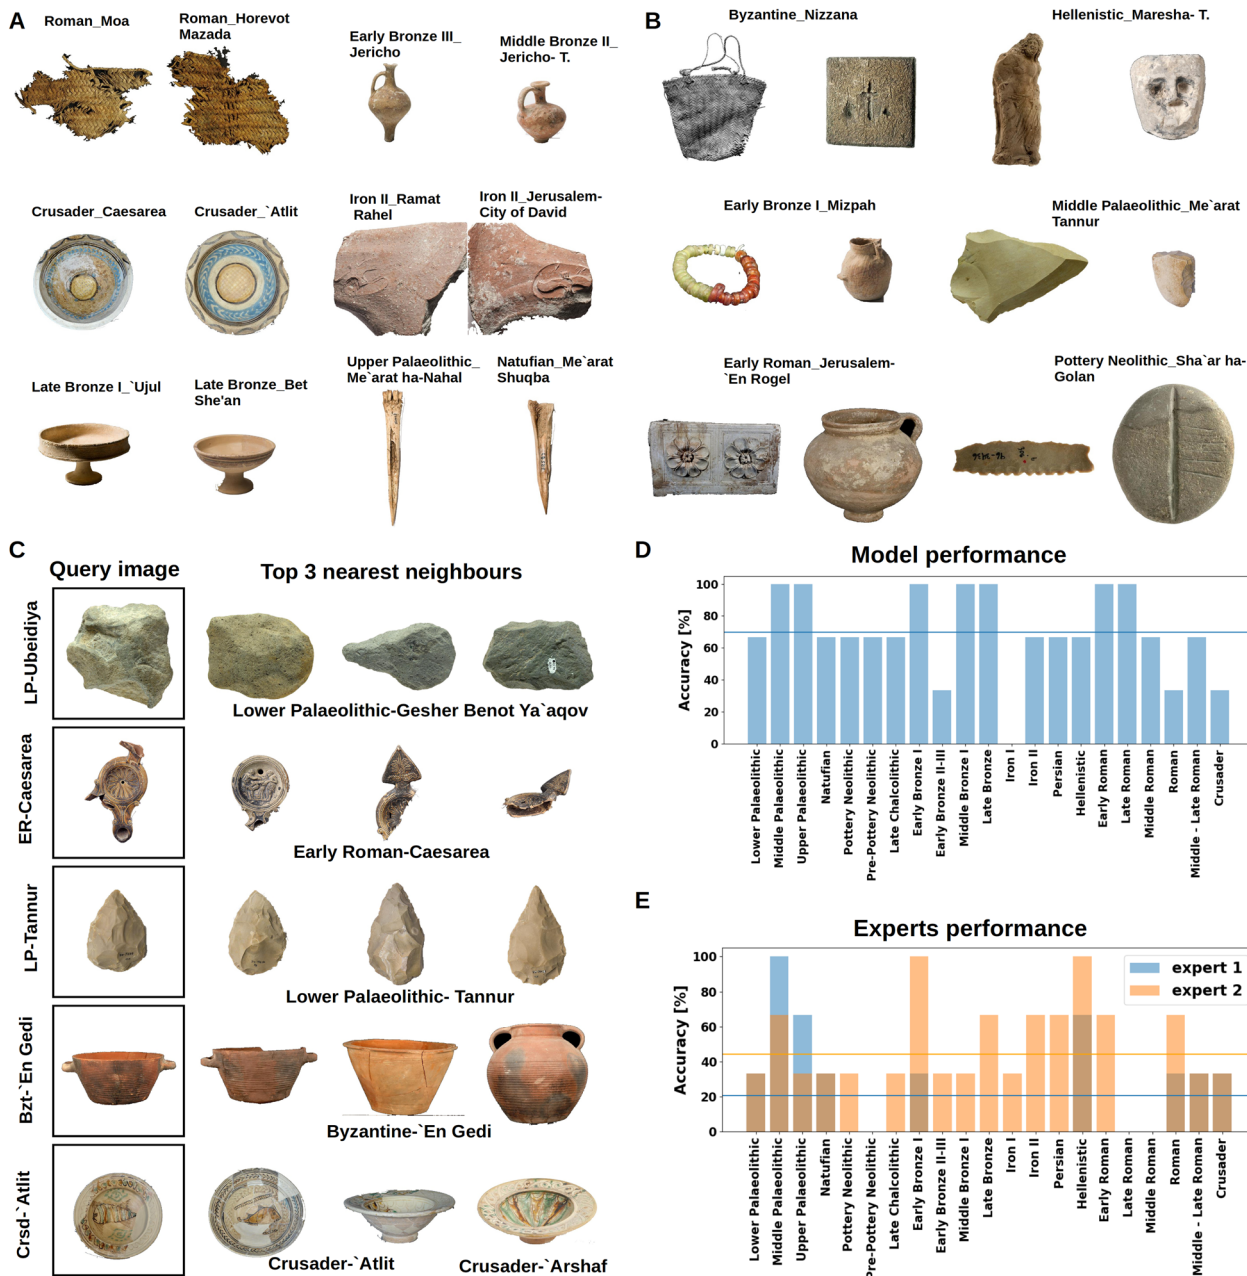 A
Roman_Moa
Roman_Horevot
Mazada
Early Bronze III_
Jericho
Middle Bronze II_
Jericho- T.
Crusader_Caesarea
Crusader_`Atlit
Iron II_Ramat
Rahel
Iron II_Jerusalem-
City of David
Late Bronze I_`Ujul
Late Bronze_Bet
She'an
Upper Palaeolithic_
Me`arat ha-Nahal
Natufian_Me`arat
Shuqba
B
Byzantine_Nizzana
Hellenistic_Maresha- T.
Early Bronze I_Mizpah
Middle Palaeolithic_Me`arat
Tannur
Early Roman_Jerusalem-
`En Rogel
Pottery Neolithic_Sha`ar ha-
Golan
C
Query image
Top 3 nearest neighbours
LP-Ubeidiya
Lower Palaeolithic-Gesher Benot Ya`aqov
ER-Caesarea
Early Roman-Caesarea
LP-Tannur
Lower Palaeolithic- Tannur
Bzt-`En Gedi
Byzantine-`En Gedi
Crsd-`Atlit
Crusader-`Atlit
Crusader-`Arshaf
D
Model performance
Accuracy [%]
100
80
60
40
20
0
Lower Palaeolithic
Middle Palaeolithic
Upper Palaeolithic
Natufian
Pottery Neolithic
Pre-Pottery Neolithic
Late Chalcolithic
Early Bronze I
Early Bronze II-III
Middle Bronze I
Late Bronze
Iron I
Iron II
Persian
Hellenistic
Early Roman
Late Roman
Middle Roman
Roman
Middle - Late Roman
Crusader
E
Experts performance
expert 1
expert 2
Accuracy [%]
100
80
60
40
20
0
Lower Palaeolithic
Middle Palaeolithic
Upper Palaeolithic
Natufian
Pottery Neolithic
Pre-Pottery Neolithic
Late Chalcolithic
Early Bronze I
Early Bronze II-III
Middle Bronze I
Late Bronze
Iron I
Iron II
Persian
Hellenistic
Early Roman
Late Roman
Middle Roman
Roman
Middle - Late Roman
Crusader